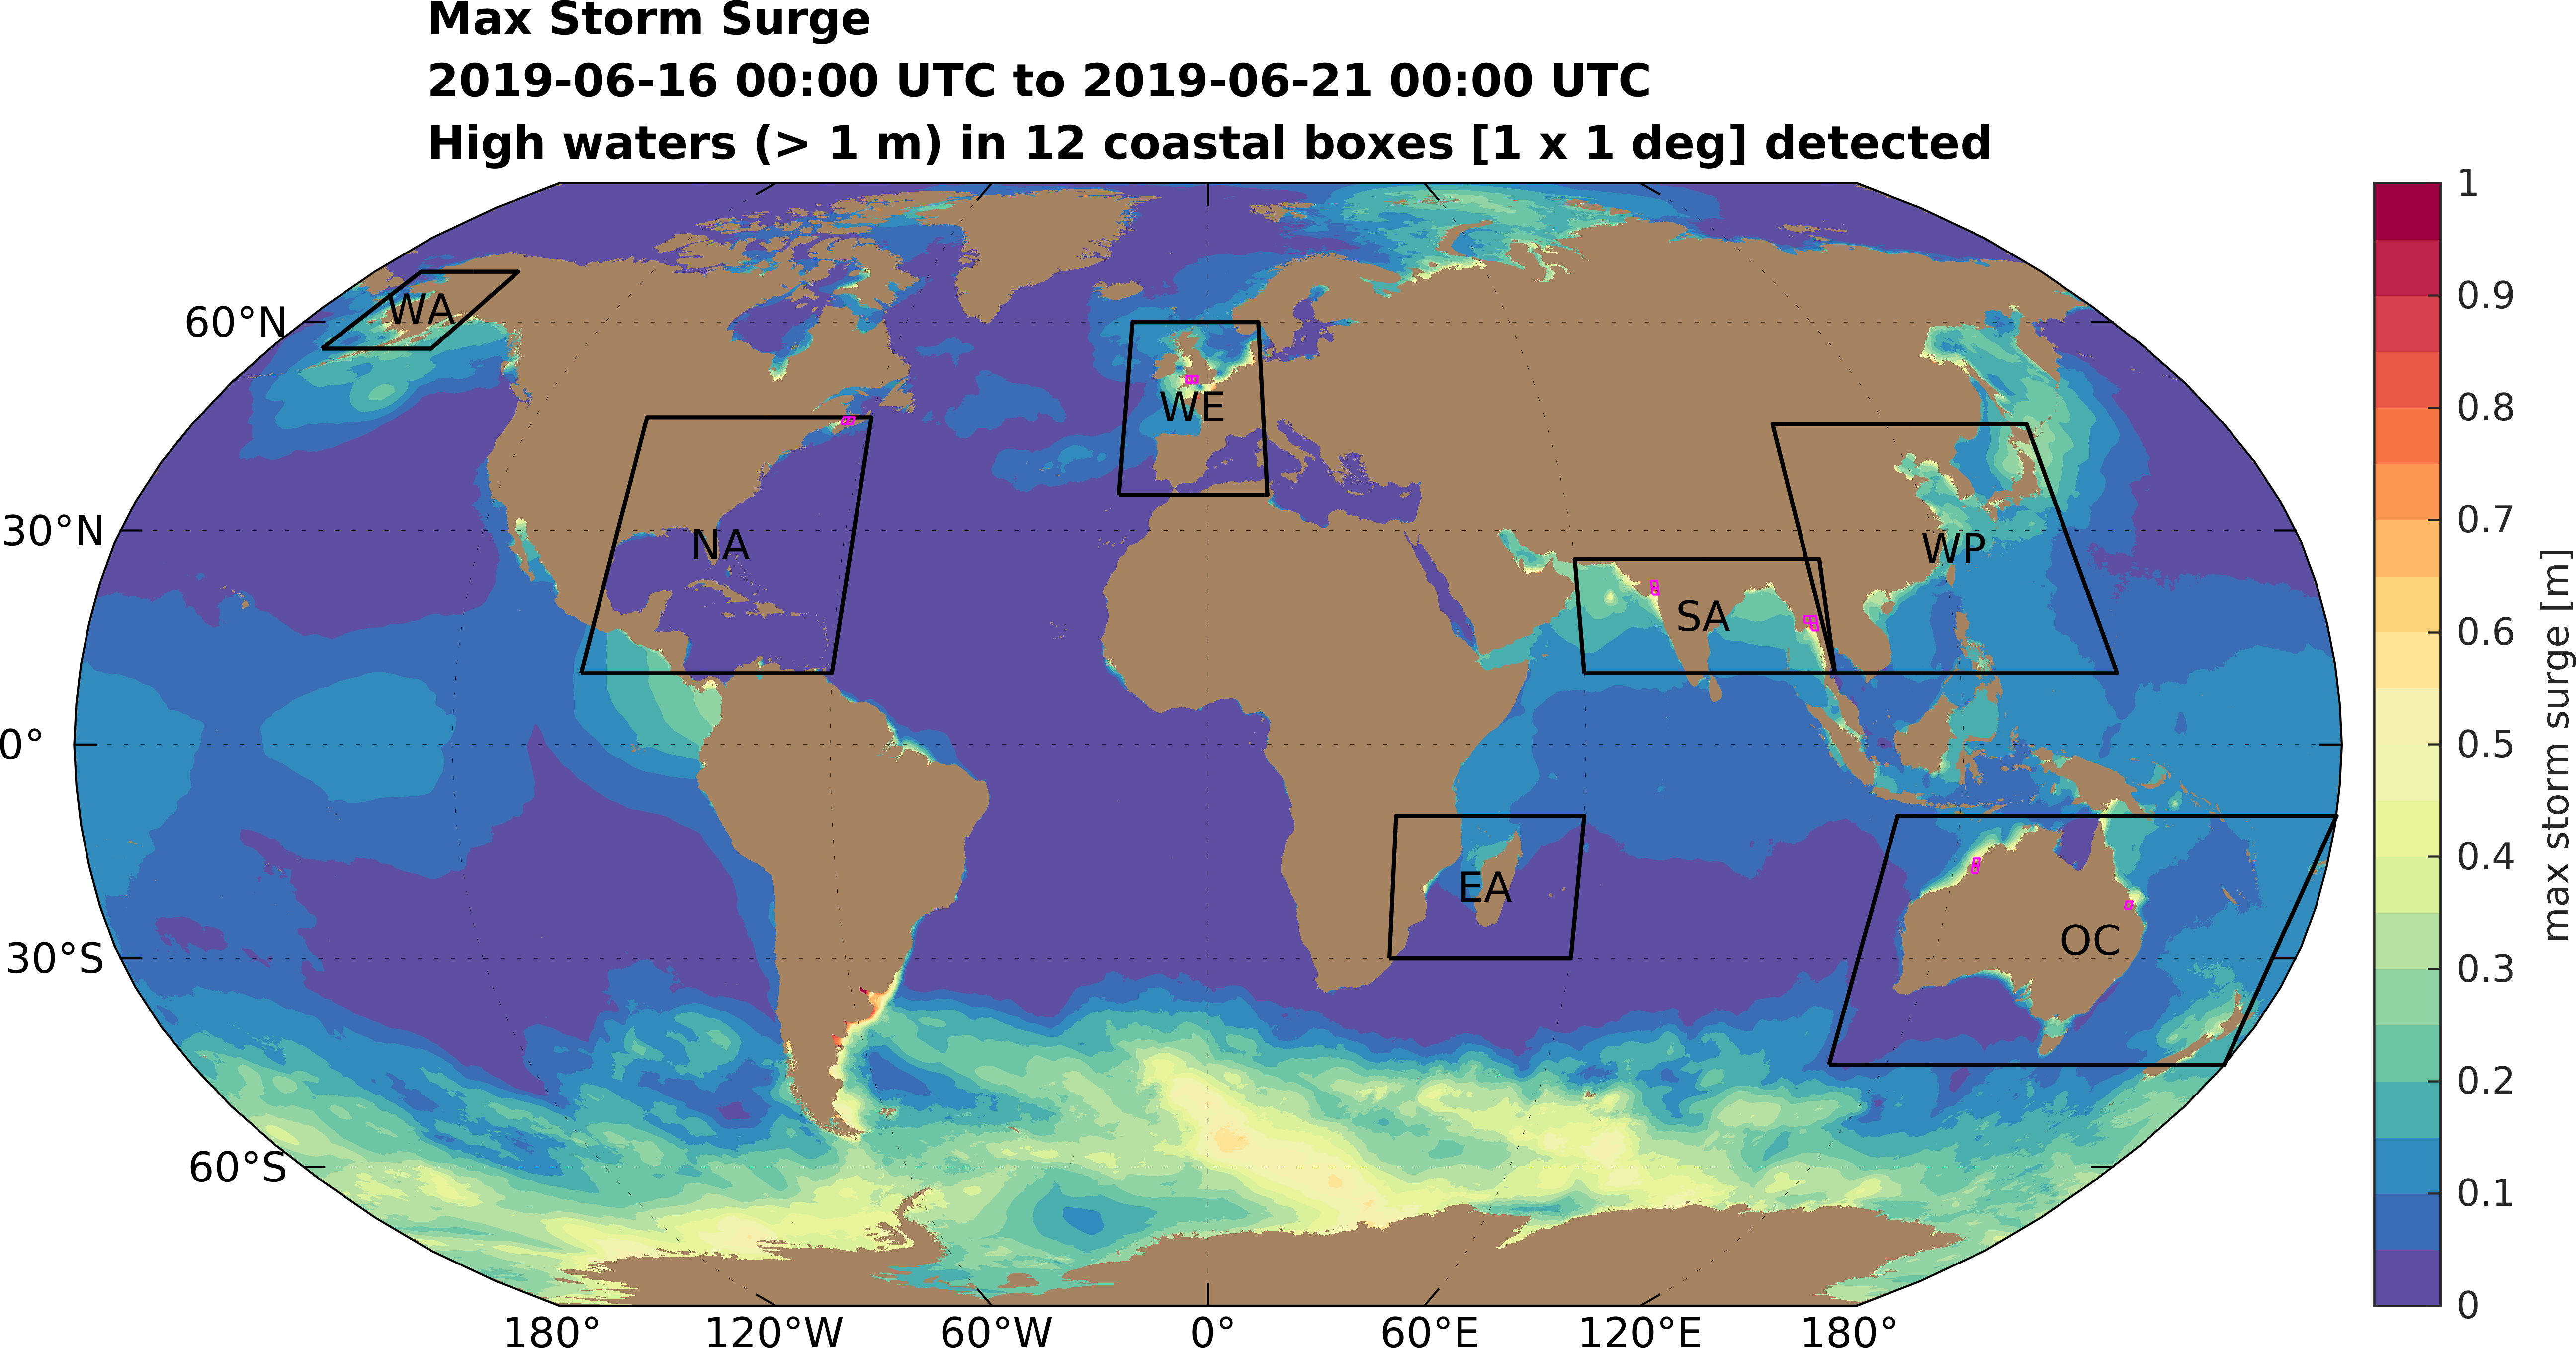 Max Storm Surge
2019-06-16 00:00 UTC to 2019-06-21 00:00 UTC
High waters (> 1 m) in 12 coastal boxes [1 x 1 deg] detected
60°N
30°N
0°
30°S
60°S
WA
NA
WE
SA
WP
EA
OC
180°
120°W
60°W
0°
60°E
120°E
180°
1
0.9
0.8
0.7
0.6
0.5
0.4
0.3
0.2
0.1
0
max storm surge [m]